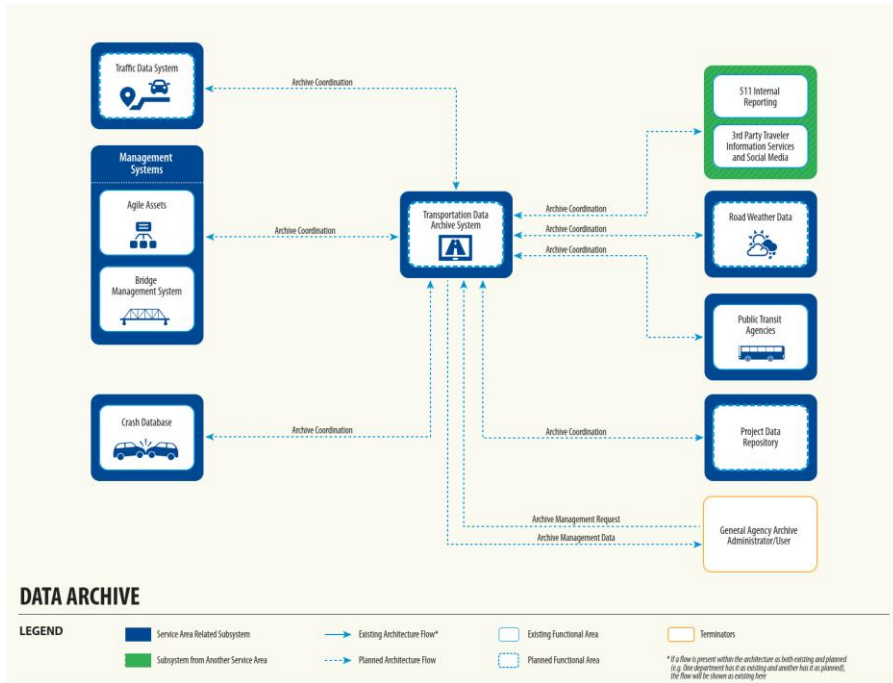 Traffic Data System
Archive Coordination
Management
Systems
Agile Assets
Bridge
Management System
Archive Coordination
Crash Database
Archive Coordination
Transportation Data
Archive System
511 Internal
Reporting
3rd Party Traveler
Information Services
and Social Media
Archive Coordination
Archive Coordination
Archive Coordination
Road Weather Data
Public Transit
Agencies
Archive Coordination
Project Data
Repository
Archive Management Request
Archive Management Data
General Agency Archive
Administrator/User
DATA ARCHIVE
LEGEND
Service Area Related Subsystem
Subsystem from Another Service Area
Existing Architecture Flow*
Planned Architecture Flow
Existing Functional Area
Planned Functional Area
Terminators
* If a flow is present within the architecture as both existing and planned
(e.g. One department has it as existing and another has it as planned),
the flow will be shown as existing here